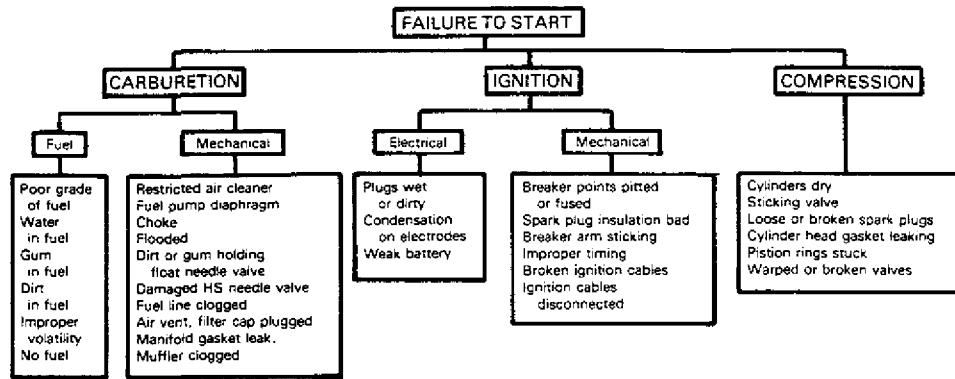 FAILURE TO START
CARBURETION
IGNITION
COMPRESSION
Fuel
Mechanical
Electrical
Mechanical
Poor grade
of fuel
Water
in fuel
Gum
in fuel
Dirt
in fuel
Improper
volatility
No fuel
Restricted air cleaner
Fuel pump diaphragm
Choke
Flooded
Dirt or gum holding
float needle valve
Damaged HS needle valve
Fuel line clogged
Air vent, filter cap plugged
Manifold gasket leak.
Muffler clogged
Plugs wet
or dirty
Condensation
on electrodes
Weak battery
Breaker points pitted
or fused
Spark plug insulation bad
Breaker arm sticking
Improper timing
Broken ignition cables
Ignition cables
disconnected
Cylinders dry
Sticking valve
Loose or broken spark plugs
Cylinder head gasket leaking
Pistion rings stuck
Warped or broken valves